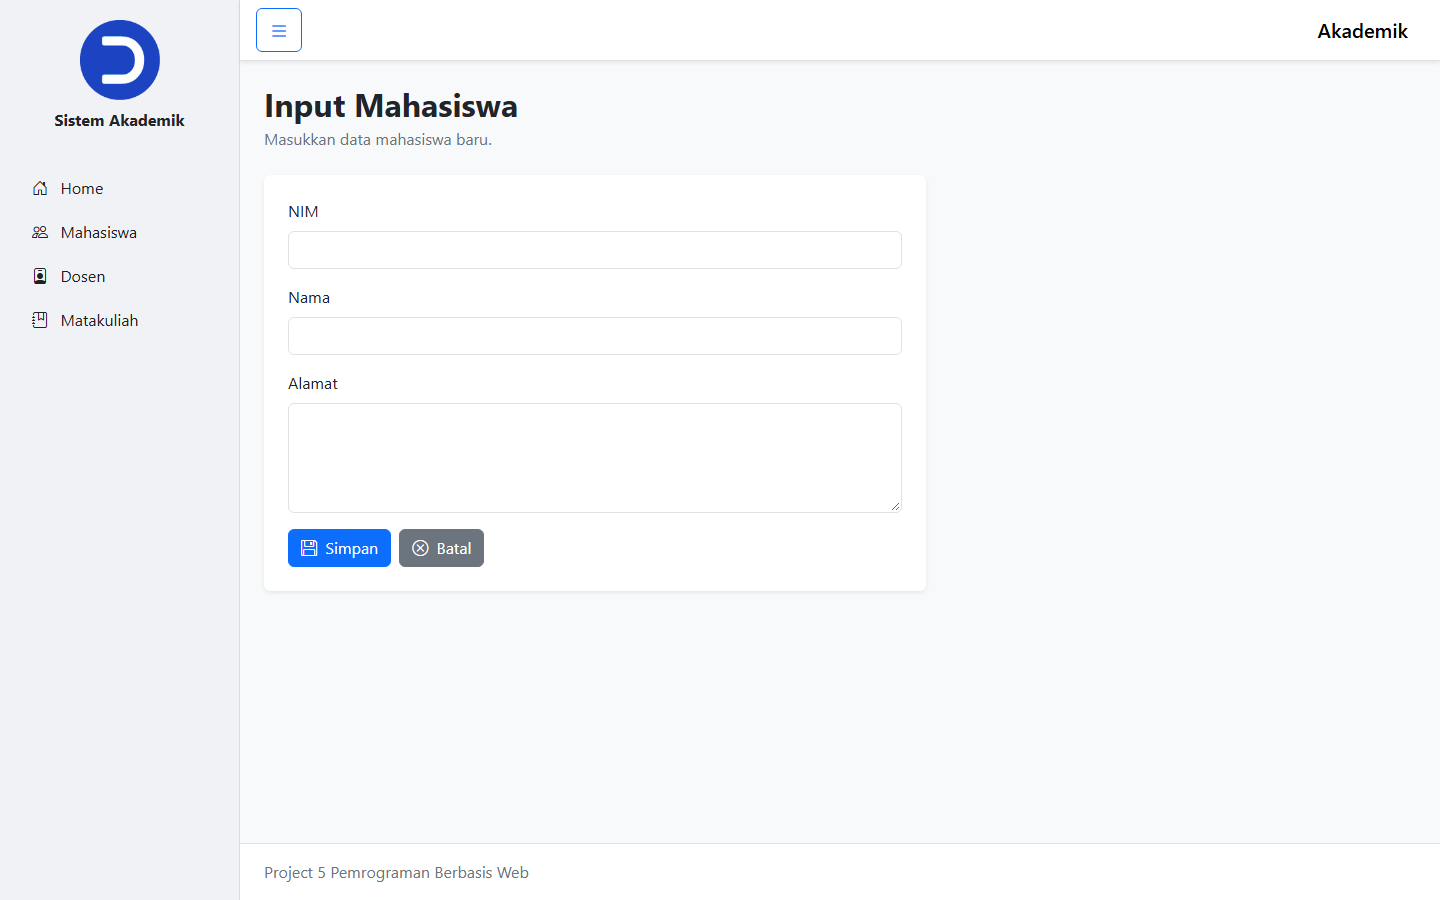 Sistem Akademik
Home
Mahasiswa
Dosen
Matakuliah
Akademik
Input Mahasiswa
Masukkan data mahasiswa baru.
NIM
Nama
Alamat
Simpan
Batal
Project 5 Pemrograman Berbasis Web